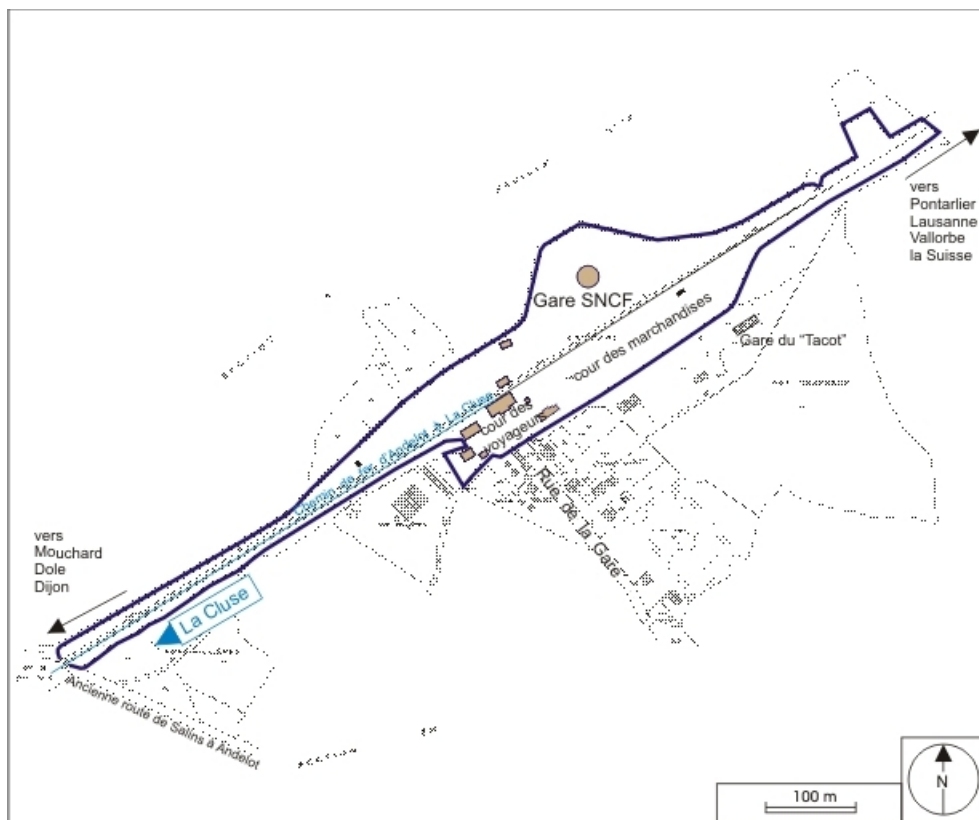 vers
Pontarlier
Lausanne
Vallorbe
la Suisse
Gare SNCF
cour des marchandises
Gare du "Tacot"
Chemin de fer d'Andelot à La Cluse
cour des
voyageurs
Rue de la Gare
vers
Mouchard
Dole
Dijon
La Cluse
Ancienne route de Salins à Andelot
100 m
N